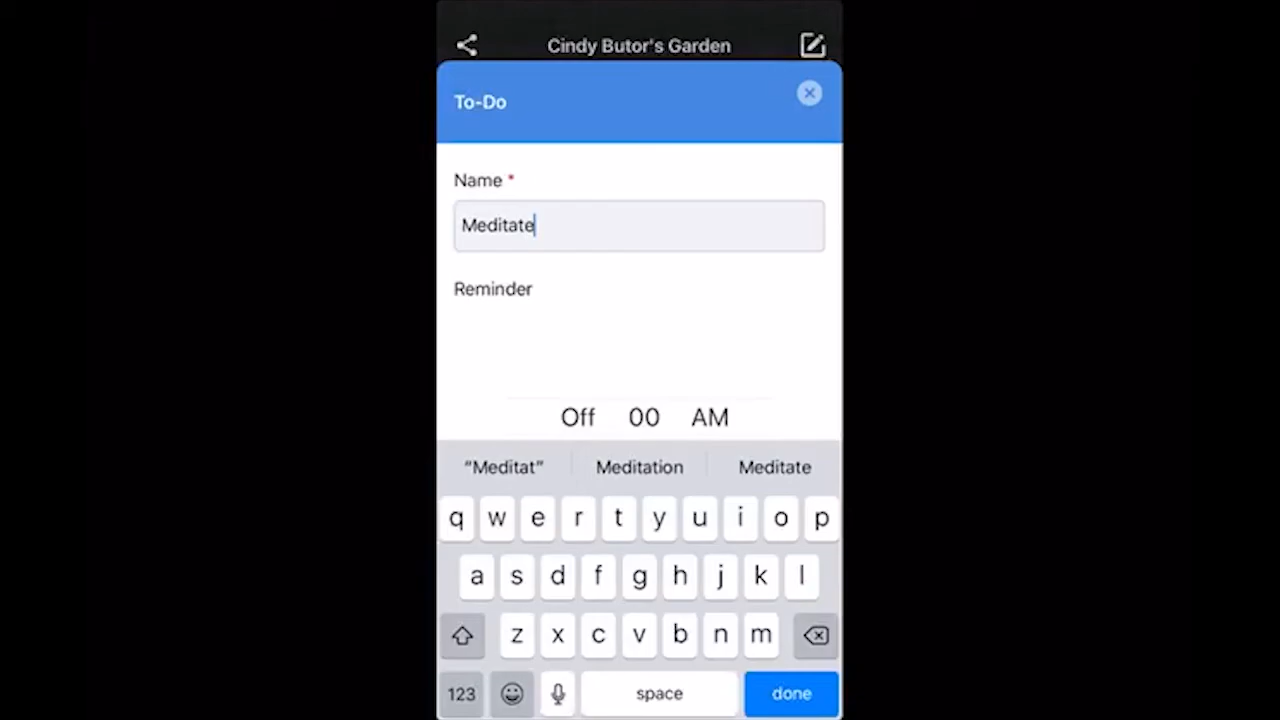 Cindy Butor's Garden
To-Do
Name *
Meditate
Reminder
Off 00 AM
"Meditat" Meditation Meditate
q w e r t y u i o p
a s d f g h j k l
z x c v b n m
123 space done